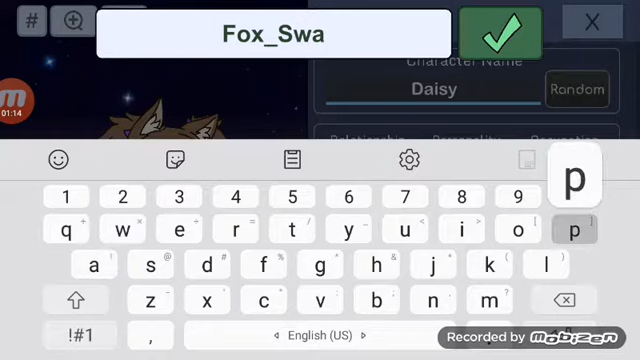 #
Fox_Swa
X
Character Name
Daisy
Random
01:14
Relationship Personality Occupation
p
1 2 3 4 5 6 7 8 9
q + w × e ÷ r = t / y _ u < i > o [ p ]
a s @ d # f % g * h & j + k ( l )
z x c v b n m
!#1 , English (US)
Recorded by MOBIZEN